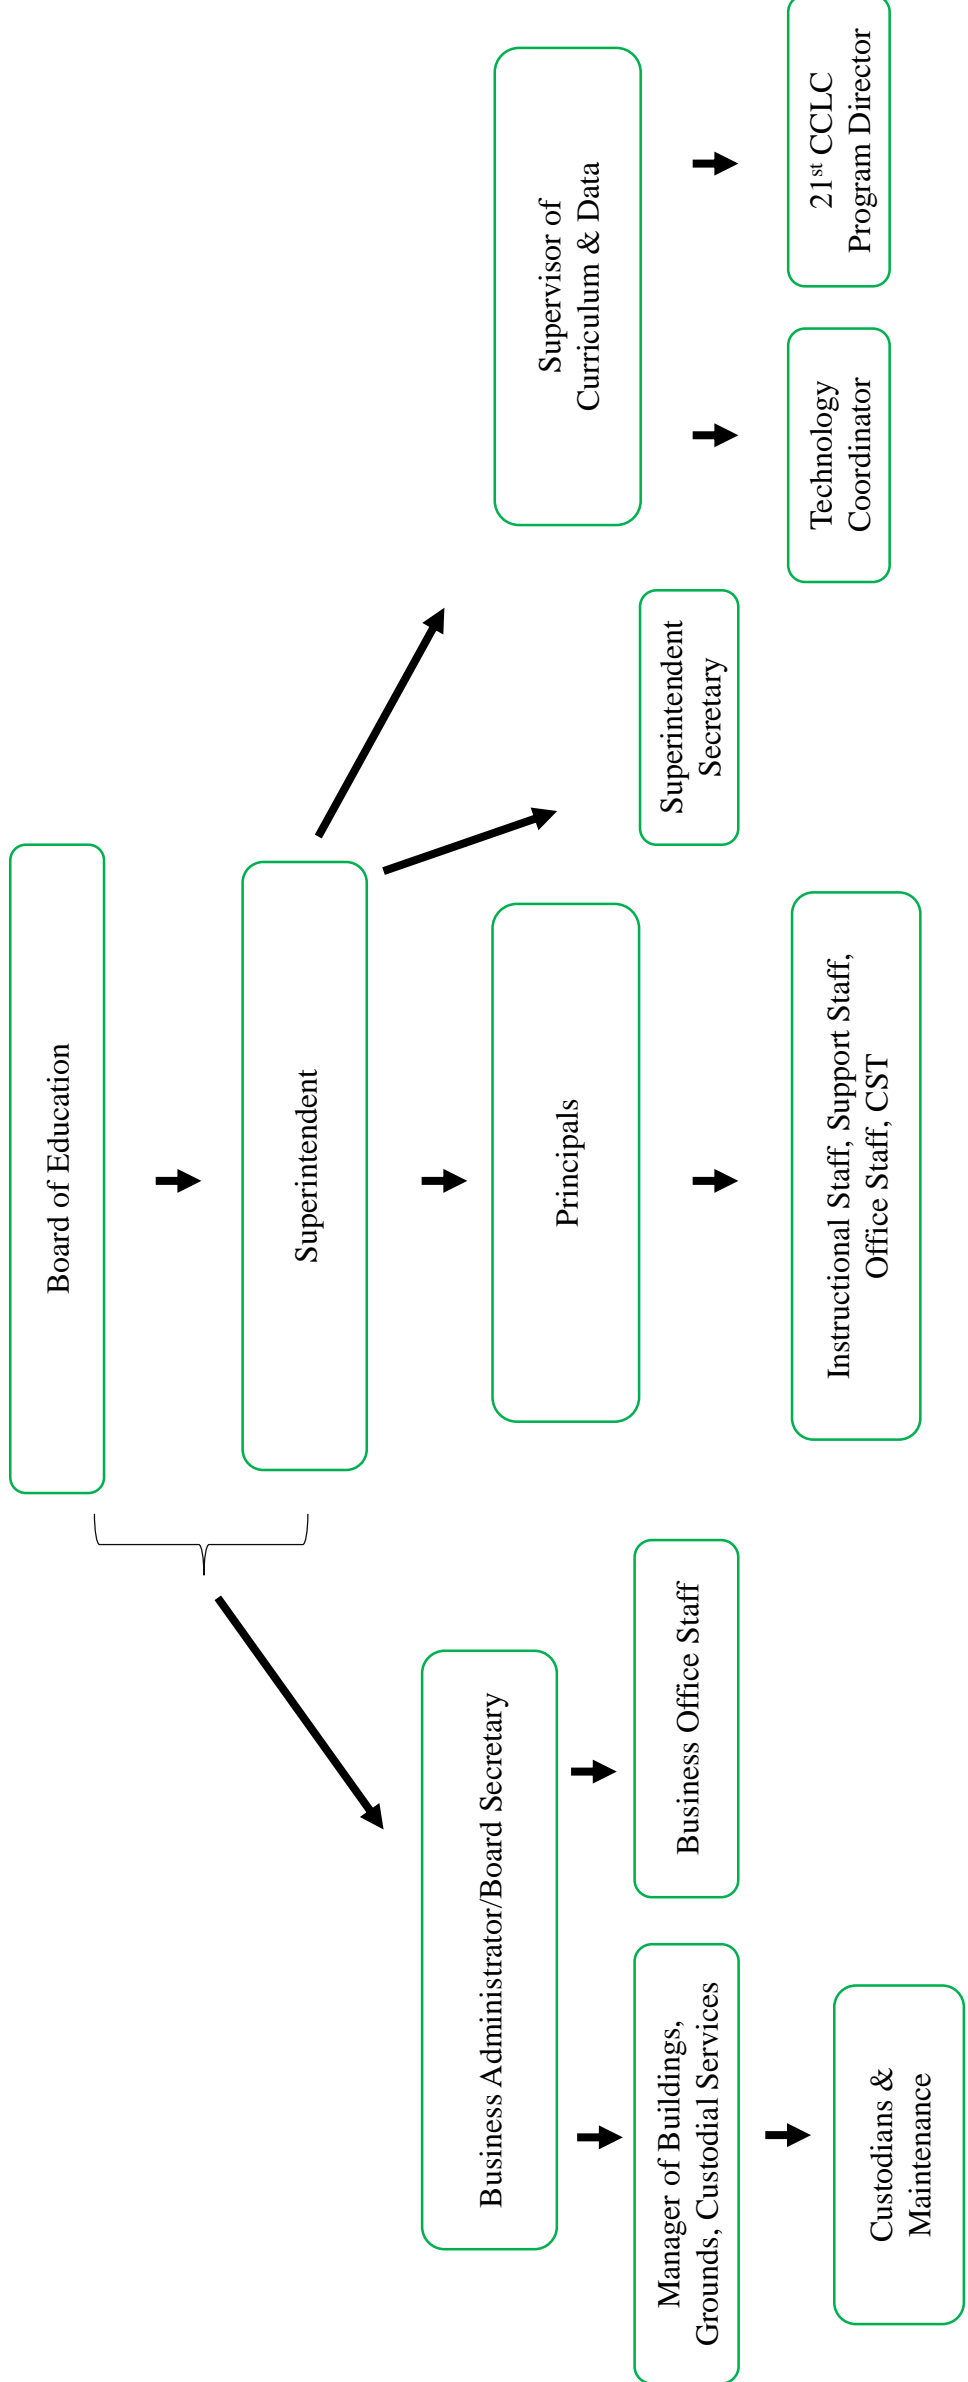 Board of Education
Superintendent
Business Administrator/Board Secretary
Principals
Supervisor of
Curriculum & Data
Manager of Buildings,
Grounds, Custodial Services
Business Office Staff
Superintendent
Secretary
Custodians &
Maintenance
Instructional Staff, Support Staff,
Office Staff, CST
Technology
Coordinator
21st CCLC
Program Director